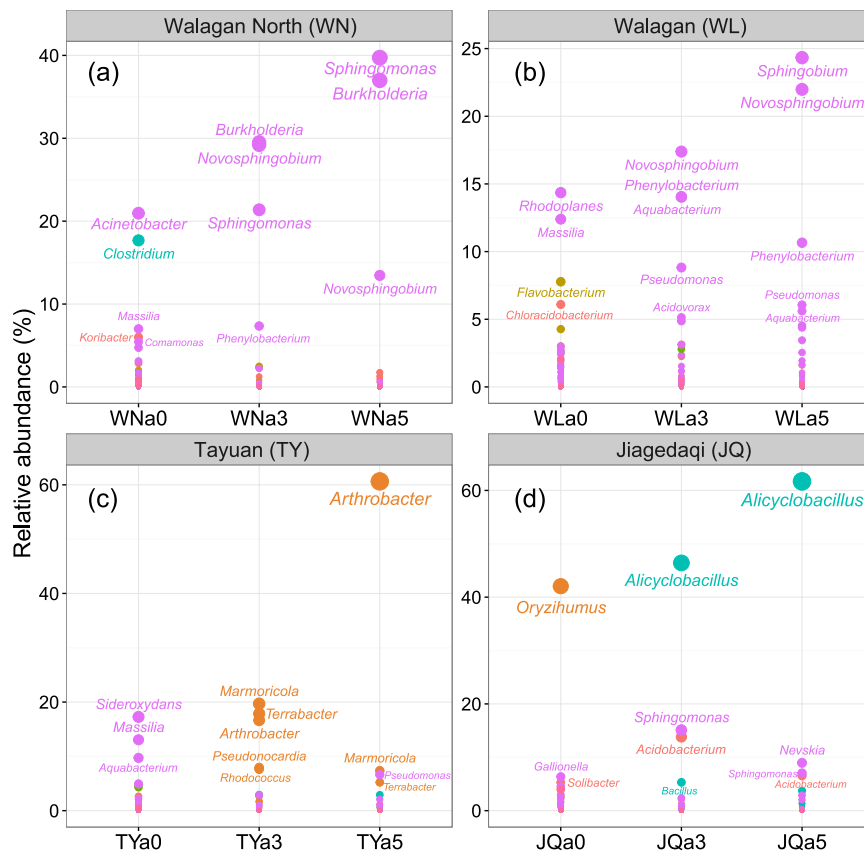 Walagan North (WN)
Walagan (WL)
Relative abundance (%)
(a)
40
30
20
10
0
Sphingomonas
Burkholderia
Burkholderia
Novosphingobium
Acinetobacter
Sphingomonas
Clostridium
Novosphingobium
Massilia
Koribacter
Comamonas
Phenylobacterium
WNa0 WNa3 WNa5
(b)
25
20
15
10
5
0
Sphingobium
Novosphingobium
Novosphingobium
Phenylobacterium
Rhodoplanes
Aquabacterium
Massilia
Phenylobacterium
Pseudomonas
Flavobacterium
Pseudomonas
Chloracidobacterium
Acidovorax
Aquabacterium
WLa0 WLa3 WLa5
Tayuan (TY)
Jiagedaqi (JQ)
(c)
60
40
20
0
Arthrobacter
Marmoricola
Sideroxydans
Terrabacter
Massilia
Arthrobacter
Aquabacterium
Pseudonocardia
Rhodococcus
Marmoricola
Pseudomonas
Terrabacter
TYa0 TYa3 TYa5
(d)
60
40
20
0
Alicyclobacillus
Alicyclobacillus
Oryzihumus
Sphingomonas
Acidobacterium
Nevskia
Gallionella
Sphingomonas
Solibacter
Bacillus
Acidobacterium
JQa0 JQa3 JQa5